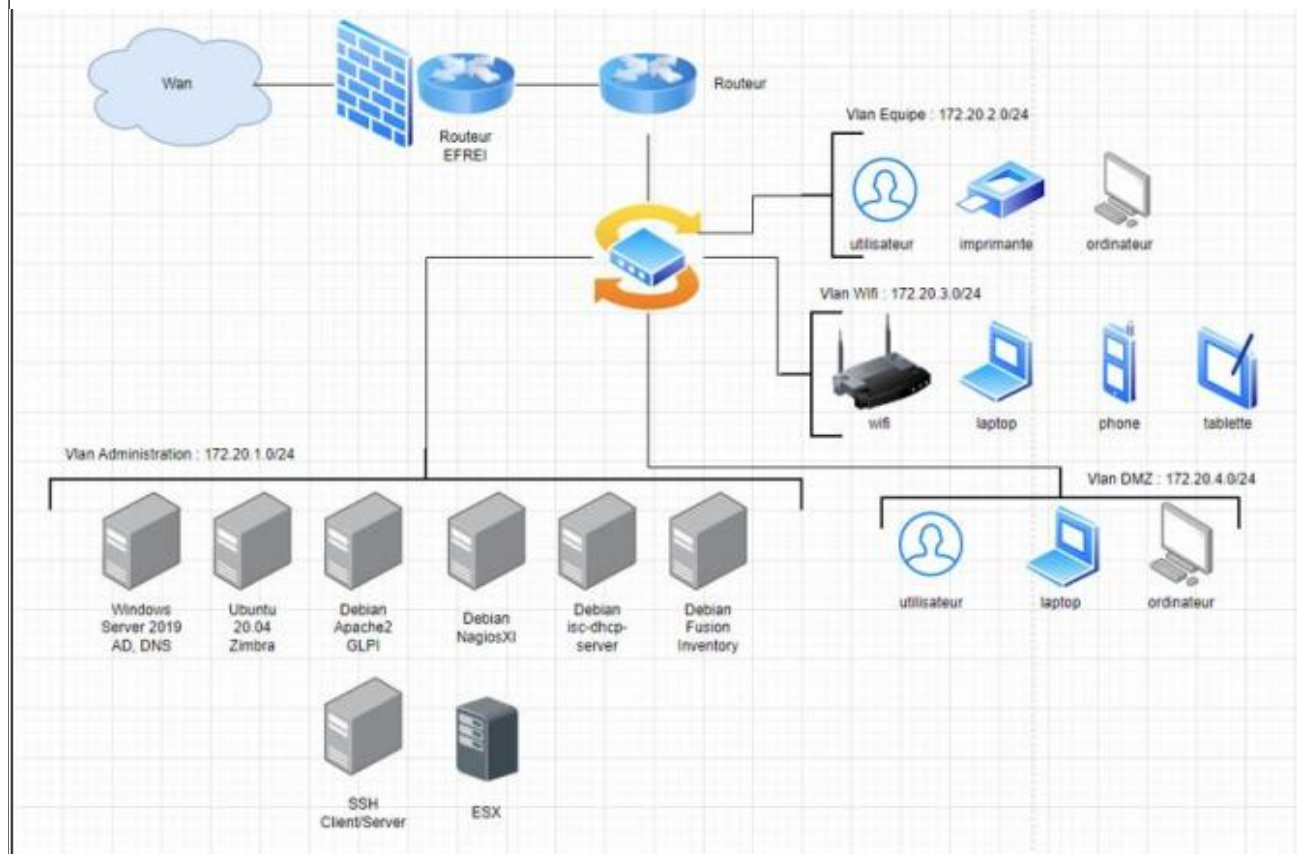 Wan
Routeur
EFREI
Routeur
Vlan Equipe : 172.20.2.0/24
utilisateur
imprimante
ordinateur
Vlan Wifi : 172.20.3.0/24
wifi
laptop
phone
tablette
Vlan Administration : 172.20.1.0/24
Vlan DMZ : 172.20.4.0/24
utilisateur
laptop
ordinateur
Windows
Server 2019
AD, DNS
Ubuntu
20.04
Zimbra
Debian
Apache2
GLPI
Debian
NagiosXI
Debian
isc-dhcp-
server
Debian
Fusion
Inventory
SSH
Client/Server
ESX